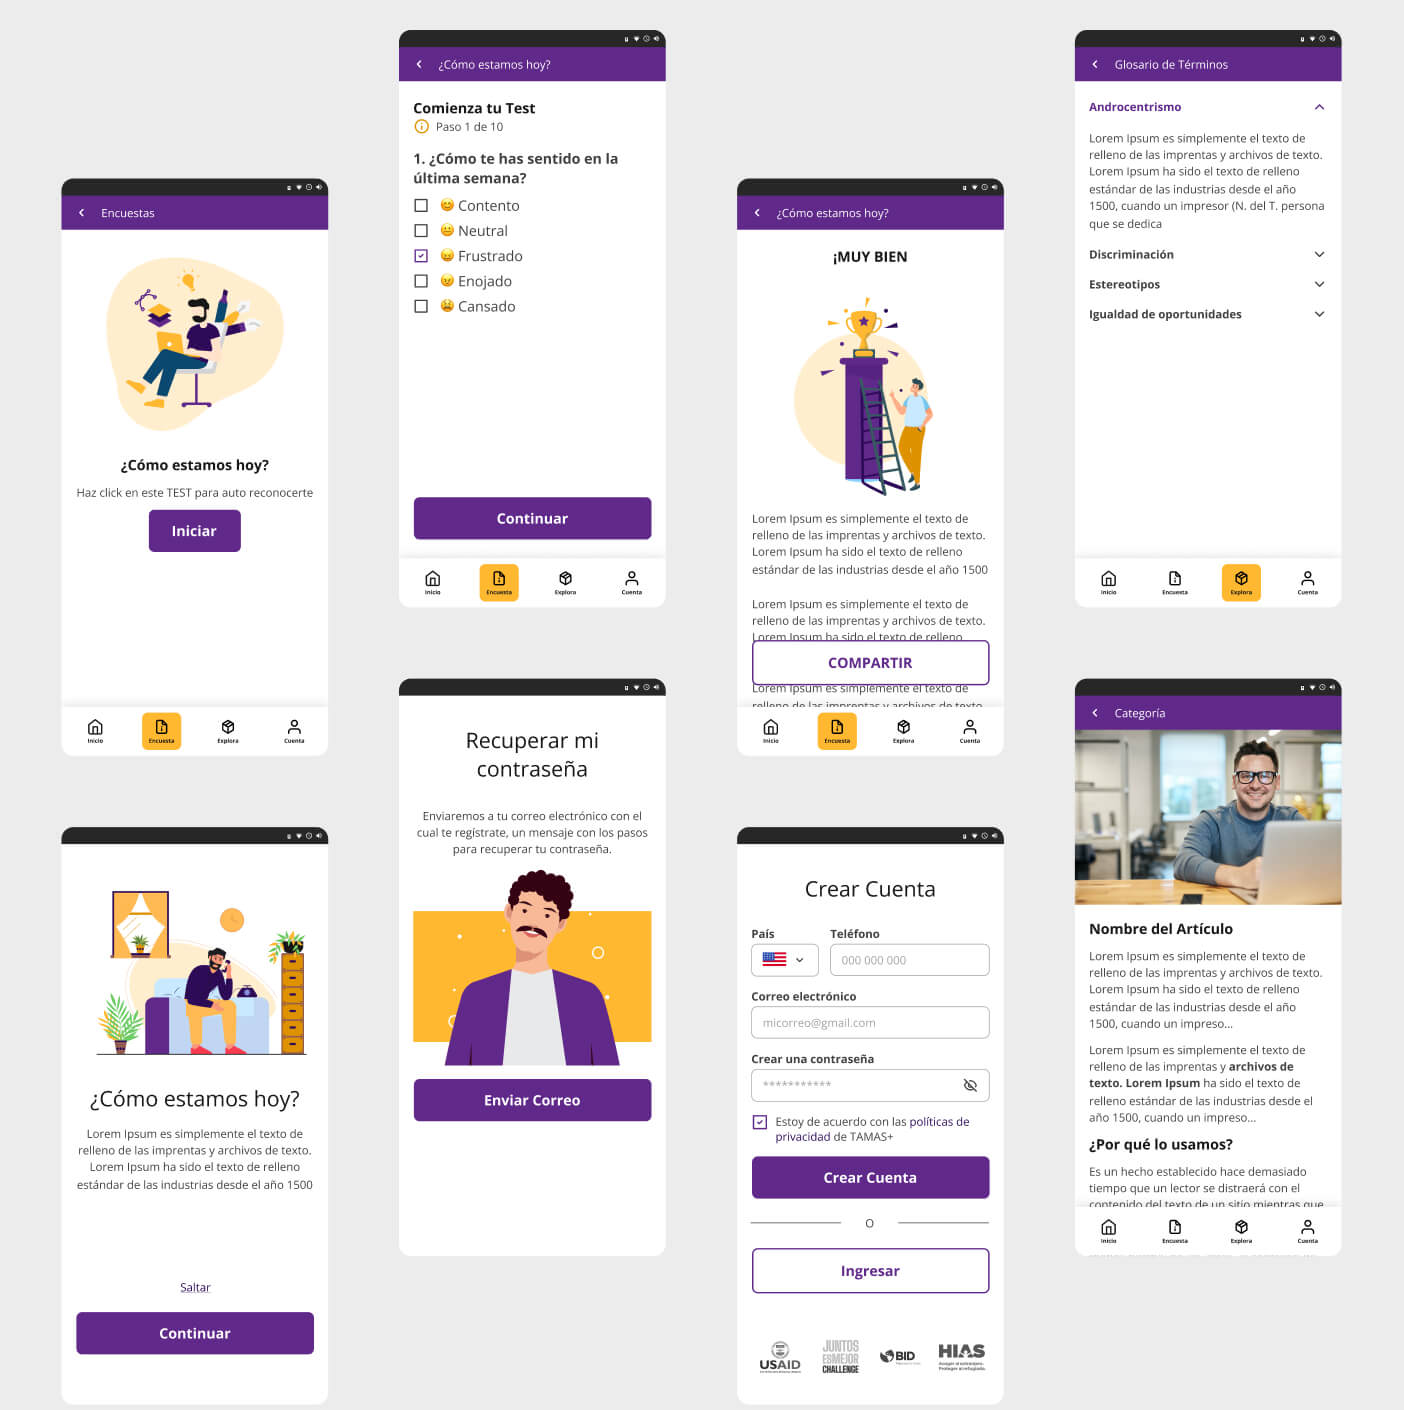 Encuestas
¿Cómo estamos hoy?
Haz click en este TEST para auto reconocerte
Iniciar
Inicio
Encuesta
Explora
Cuenta
¿Cómo estamos hoy?
Lorem Ipsum es simplemente el texto de
relleno de las imprentas y archivos de texto.
Lorem Ipsum ha sido el texto de relleno
estándar de las industrias desde el año 1500
Saltar
Continuar
¿Cómo estamos hoy?
Comienza tu Test
Paso 1 de 10
1. ¿Cómo te has sentido en la
última semana?
Contento
Neutral
Frustrado
Enojado
Cansado
Continuar
Inicio
Encuesta
Explora
Cuenta
Recuperar mi
contraseña
Enviaremos a tu correo electrónico con el
cual te regístrate, un mensaje con los pasos
para recuperar tu contraseña.
Enviar Correo
¿Cómo estamos hoy?
¡MUY BIEN
Lorem Ipsum es simplemente el texto de
relleno de las imprentas y archivos de texto.
Lorem Ipsum ha sido el texto de relleno
estándar de las industrias desde el año 1500
Lorem Ipsum es simplemente el texto de
relleno de las imprentas y archivos de texto.
Lorem Ipsum ha sido el texto de relleno
COMPARTIR
Lorem Ipsum es simplemente el texto de
relleno de las imprentas y archivos de texto.
Inicio
Encuesta
Explora
Cuenta
Crear Cuenta
País
Teléfono
000 000 000
Correo electrónico
micorreo@gmail.com
Crear una contraseña
***********
Estoy de acuerdo con las políticas de
privacidad de TAMAS+
Crear Cuenta
O
Ingresar
USAID
JUNTOS
ES MEJOR
CHALLENGE
BID
HIAS
Acoger al extranjero.
Proteger al refugiado.
Glosario de Términos
Androcentrismo
Lorem Ipsum es simplemente el texto de
relleno de las imprentas y archivos de texto.
Lorem Ipsum ha sido el texto de relleno
estándar de las industrias desde el año
1500, cuando un impresor (N. del T. persona
que se dedica
Discriminación
Estereotipos
Igualdad de oportunidades
Inicio
Encuesta
Explora
Cuenta
Categoría
Nombre del Artículo
Lorem Ipsum es simplemente el texto de
relleno de las imprentas y archivos de texto.
Lorem Ipsum ha sido el texto de relleno
estándar de las industrias desde el año
1500, cuando un impreso...
Lorem Ipsum es simplemente el texto de
relleno de las imprentas y archivos de
texto. Lorem Ipsum ha sido el texto de
relleno estándar de las industrias desde el
año 1500, cuando un impreso...
¿Por qué lo usamos?
Es un hecho establecido hace demasiado
tiempo que un lector se distraerá con el
contenido del texto de un sitio mientras que
Inicio
Encuesta
Explora
Cuenta